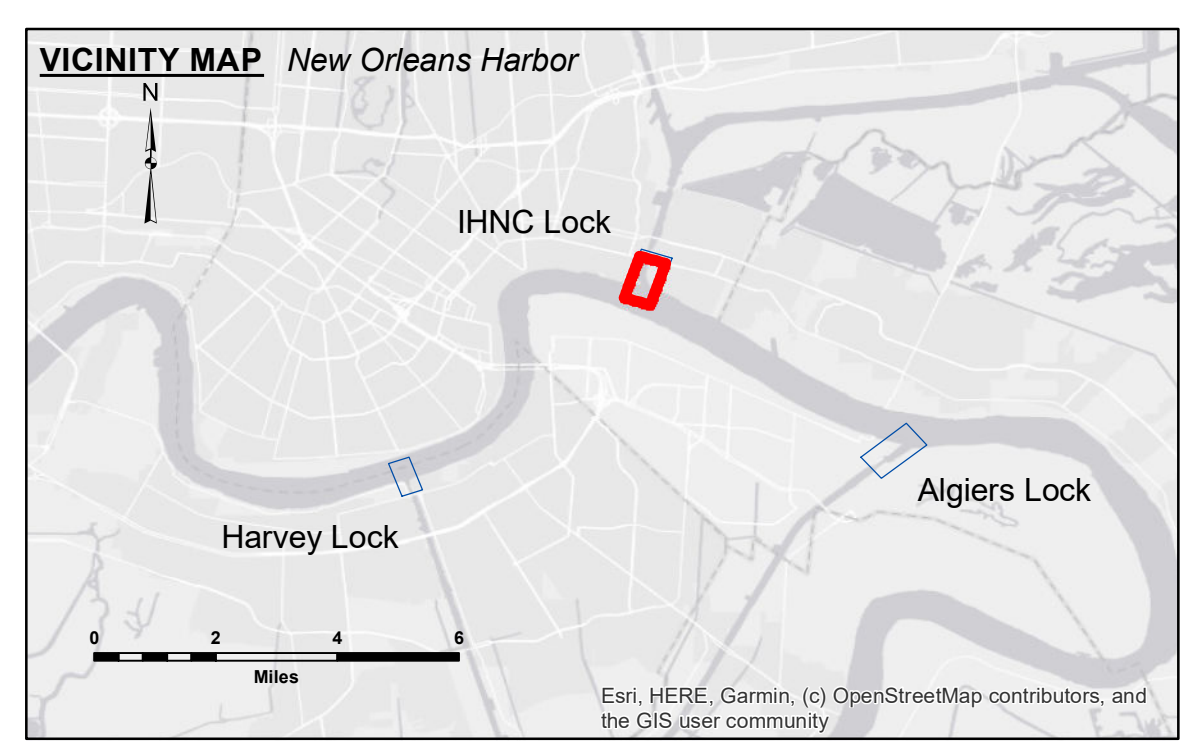 VICINITY MAP New Orleans Harbor
N
IHNC Lock
Algiers Lock
Harvey Lock
0 2 4 6
Miles
Esri, HERE, Garmin, (c) OpenStreetMap contributors, and
the GIS user community